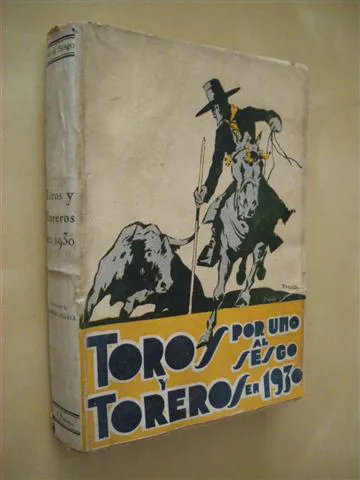 Toros y
Toreros
en 1930
TOROS POR UNO
AL
SESGO
Y
TOREROS EN 1930